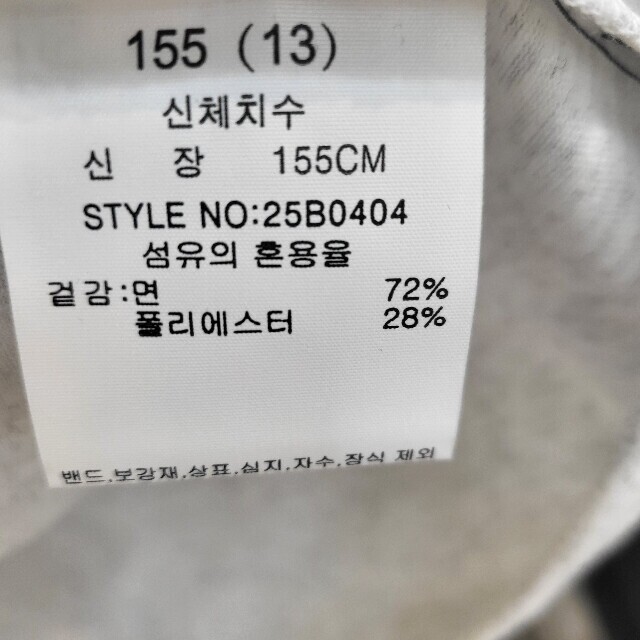 155 (13)
신체치수
신 장 155CM
STYLE NO:25B0404
섬유의 혼용율
겉감:면 72%
폴리에스터 28%
밴드,보강재,상표,심지,자수,장식 제외